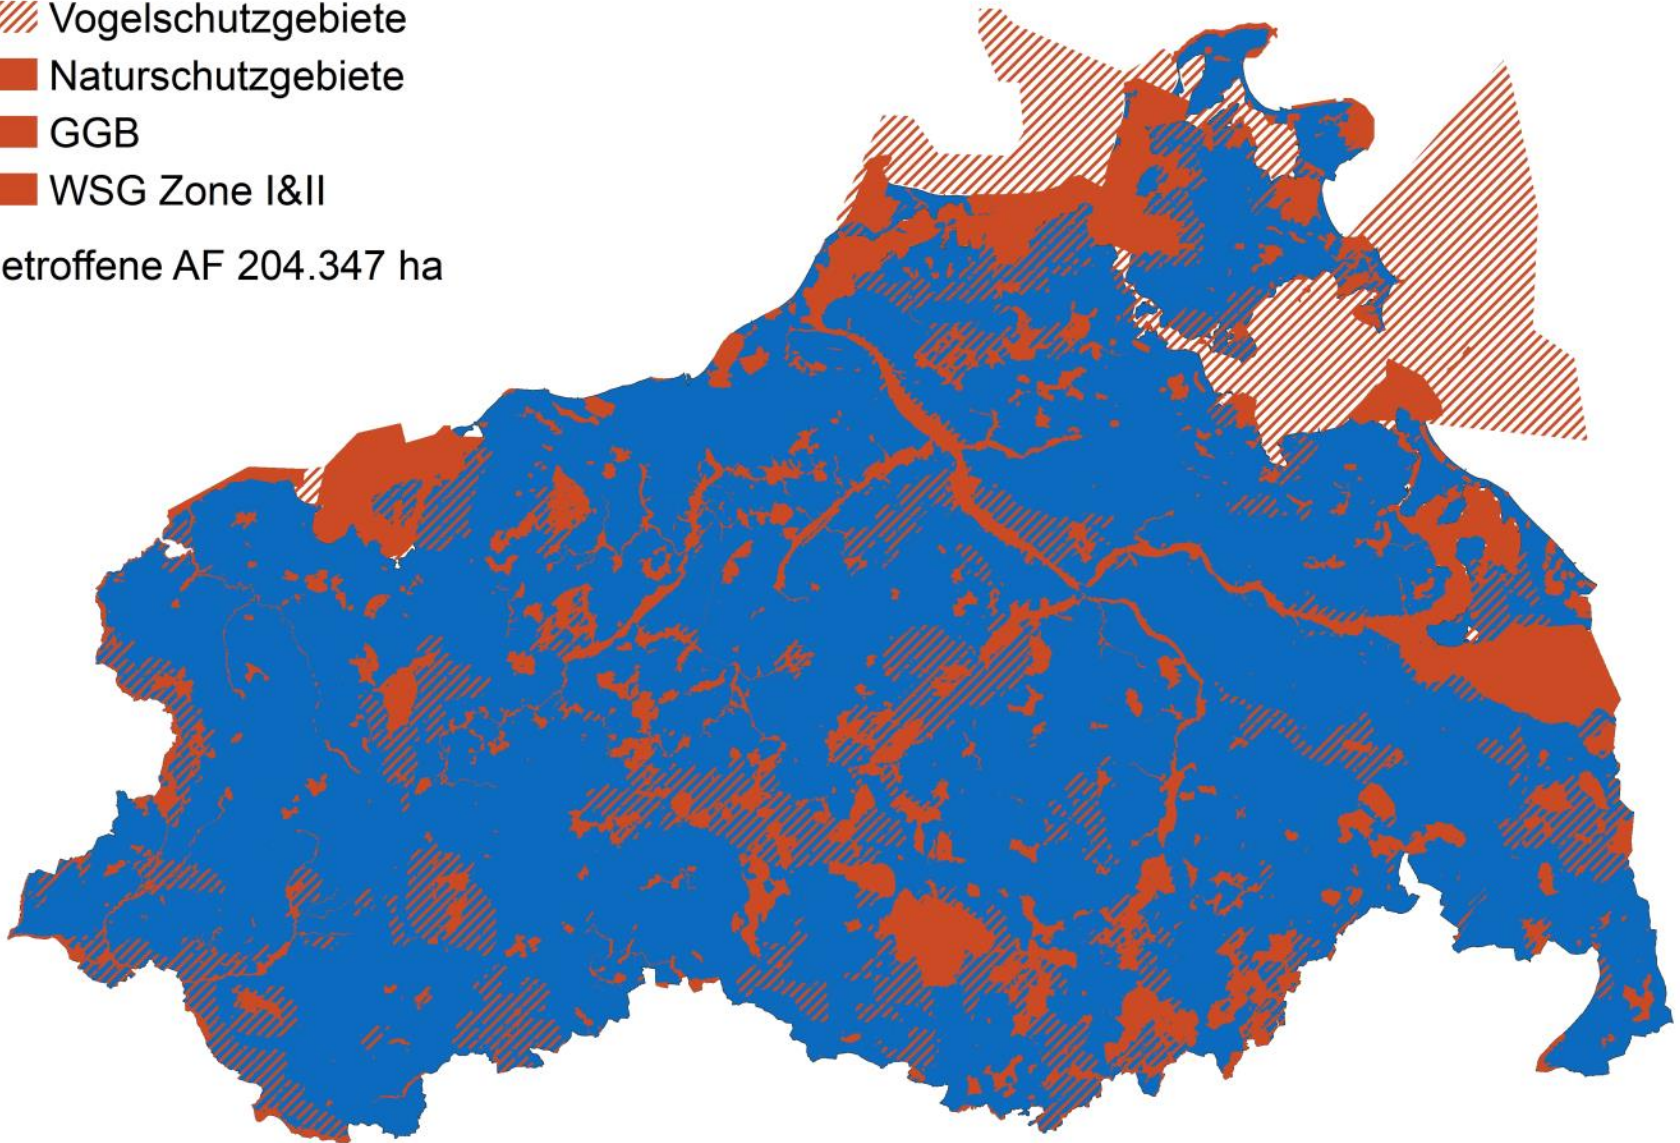 Vogelschutzgebiete
Naturschutzgebiete
GGB
WSG Zone I&II
etroffene AF 204.347 ha